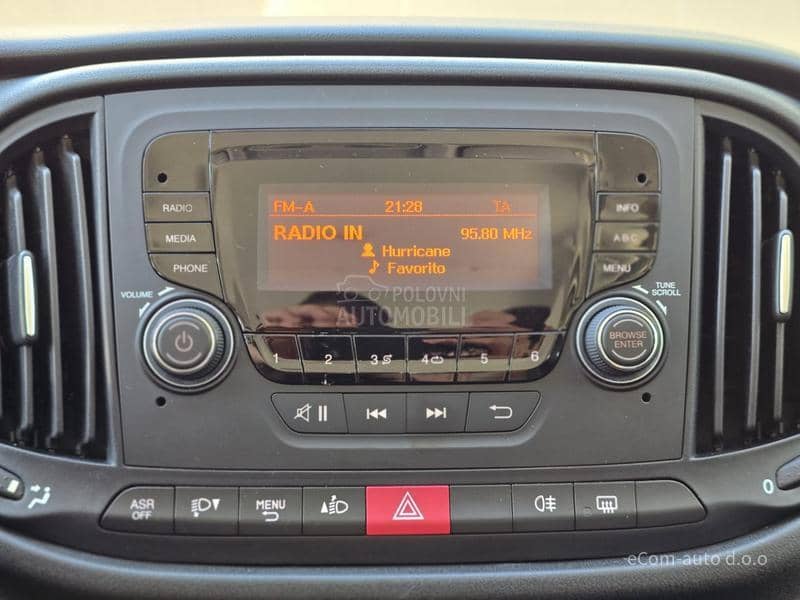 FM-A 21:28 TA
RADIO IN 95.80 MHz
Hurricane
Favorito
RADIO
MEDIA
PHONE
INFO
A B C
MENU
VOLUME
TUNE
SCROLL
BROWSE
ENTER
POLOVNI
AUTOMOBILI
1 2 3 4 5 6
ASR
OFF
MENU
0
eCom-auto d.o.o